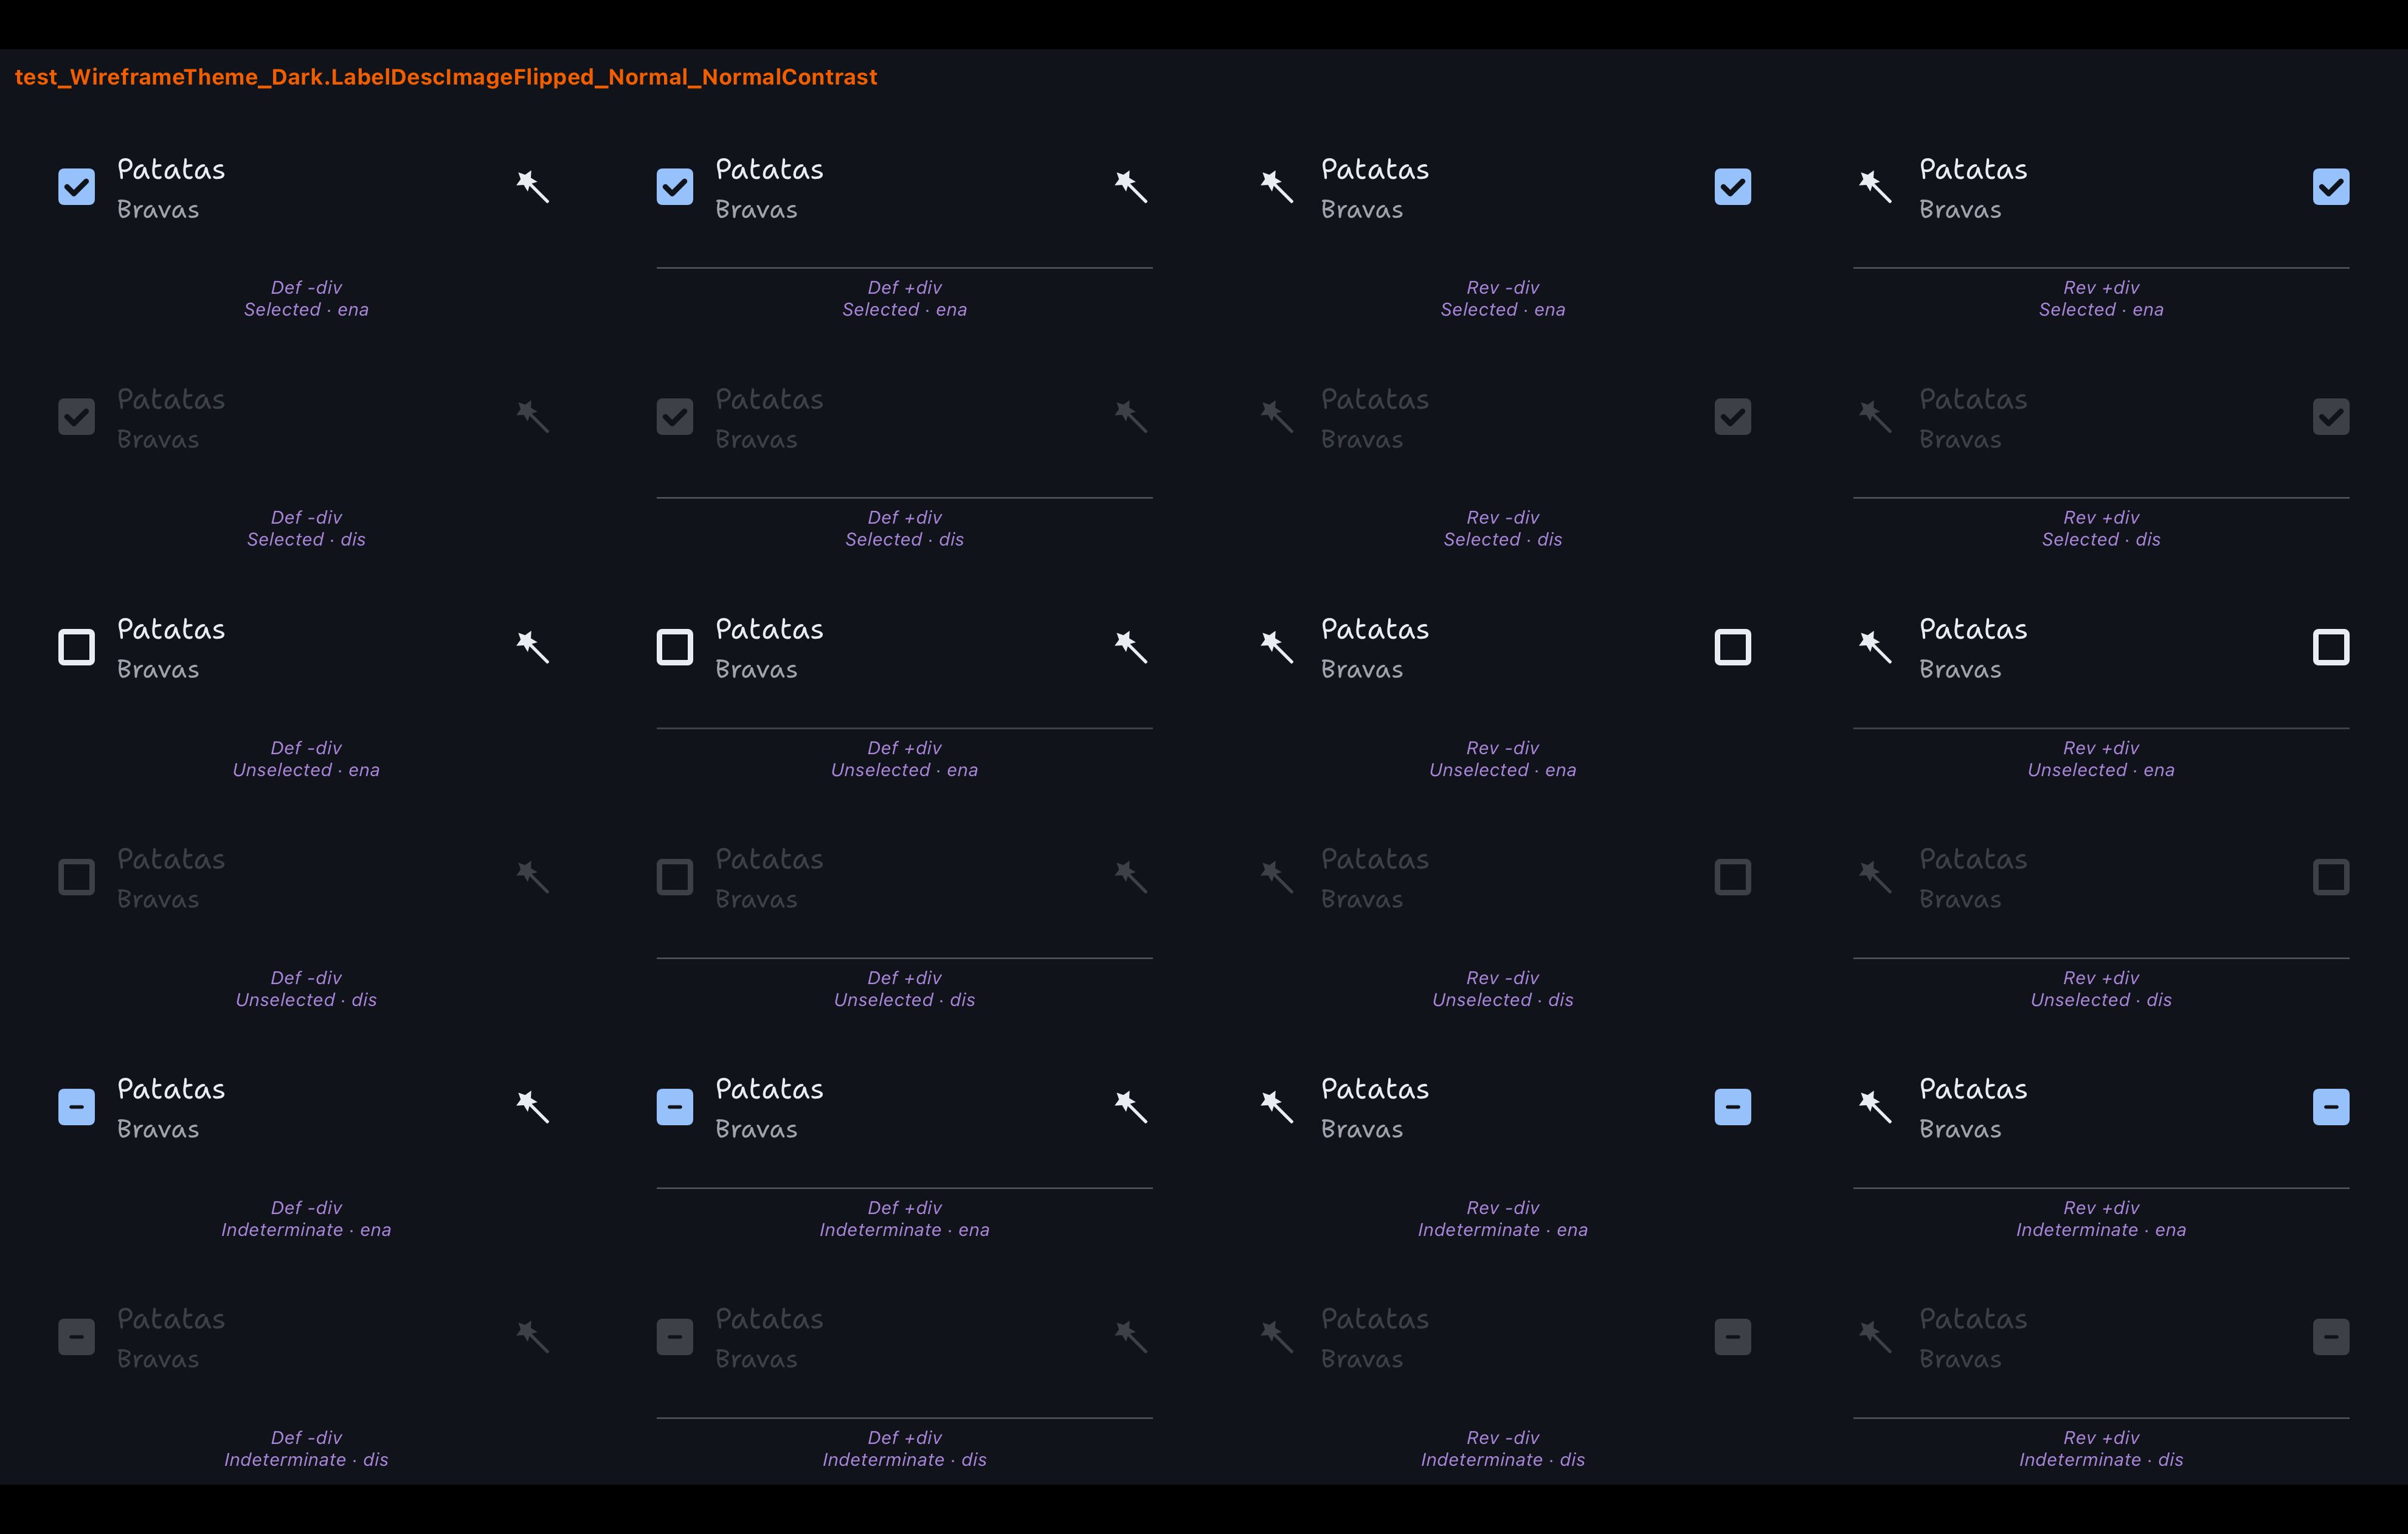 test_WireframeTheme_Dark.LabelDescImageFlipped_Normal_NormalContrast
Patatas
Bravas
Def -div
Selected · ena
Patatas
Bravas
Def +div
Selected · ena
Patatas
Bravas
Rev -div
Selected · ena
Patatas
Bravas
Rev +div
Selected · ena
Patatas
Bravas
Def -div
Selected · dis
Patatas
Bravas
Def +div
Selected · dis
Patatas
Bravas
Rev -div
Selected · dis
Patatas
Bravas
Rev +div
Selected · dis
Patatas
Bravas
Def -div
Unselected · ena
Patatas
Bravas
Def +div
Unselected · ena
Patatas
Bravas
Rev -div
Unselected · ena
Patatas
Bravas
Rev +div
Unselected · ena
Patatas
Bravas
Def -div
Unselected · dis
Patatas
Bravas
Def +div
Unselected · dis
Patatas
Bravas
Rev -div
Unselected · dis
Patatas
Bravas
Rev +div
Unselected · dis
Patatas
Bravas
Def -div
Indeterminate · ena
Patatas
Bravas
Def +div
Indeterminate · ena
Patatas
Bravas
Rev -div
Indeterminate · ena
Patatas
Bravas
Rev +div
Indeterminate · ena
Patatas
Bravas
Def -div
Indeterminate · dis
Patatas
Bravas
Def +div
Indeterminate · dis
Patatas
Bravas
Rev -div
Indeterminate · dis
Patatas
Bravas
Rev +div
Indeterminate · dis